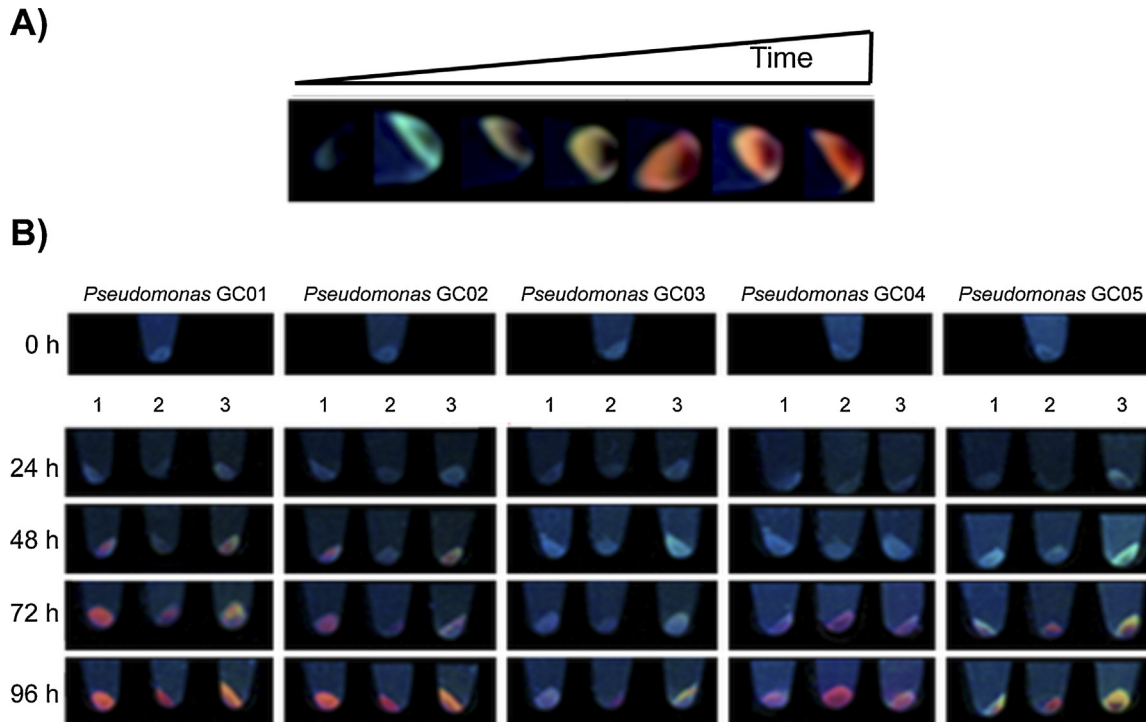 A)
Time
B)
Pseudomonas GC01 Pseudomonas GC02 Pseudomonas GC03 Pseudomonas GC04 Pseudomonas GC05
0 h
1 2 3 1 2 3 1 2 3 1 2 3 1 2 3
24 h
48 h
72 h
96 h